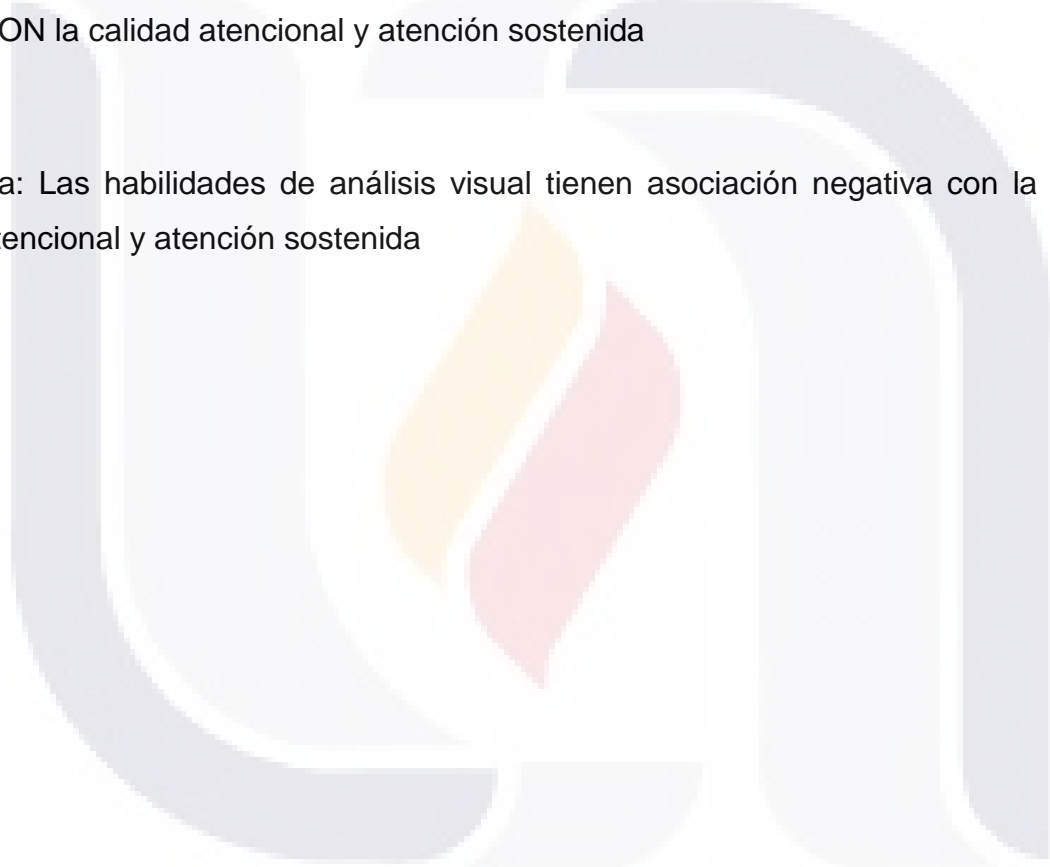 ON la calidad atencional y atención sostenida
a: Las habilidades de análisis visual tienen asociación negativa con la
tencional y atención sostenida